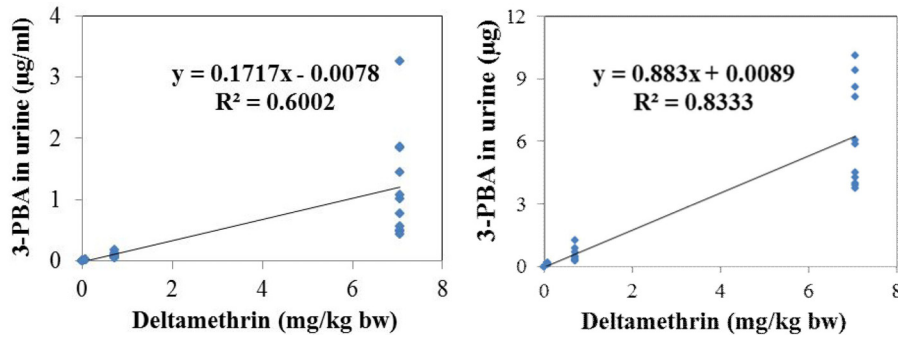 4
3
2
1
0
3-PBA in urine (µg/ml)
y = 0.1717x - 0.0078
R² = 0.6002
0 2 4 6 8
Deltamethrin (mg/kg bw)
12
9
6
3
0
3-PBA in urine (µg)
y = 0.883x + 0.0089
R² = 0.8333
0 2 4 6 8
Deltamethrin (mg/kg bw)